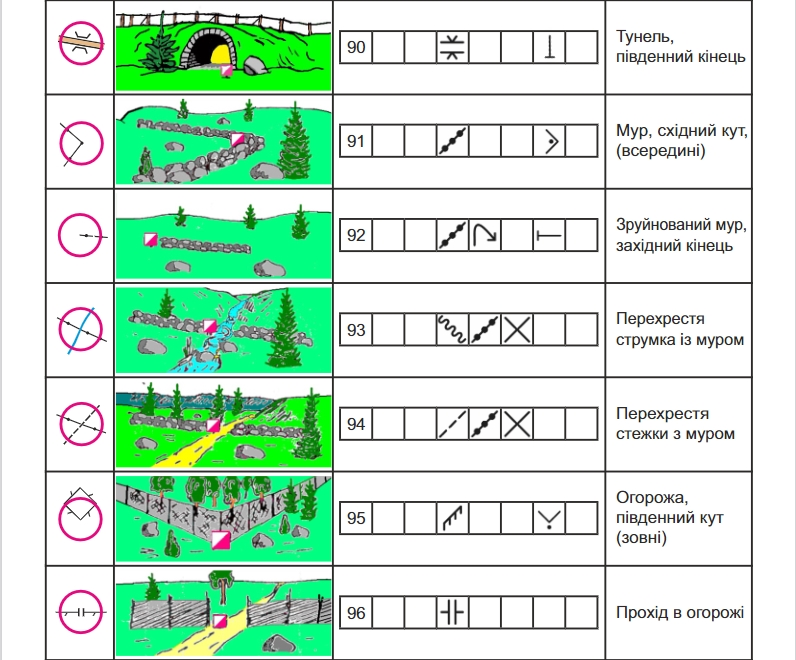 90
Тунель,
південний кінець
91
Мур, східний кут,
(всередині)
92
Зруйнований мур,
західний кінець
93
Перехрестя
струмка із муром
94
Перехрестя
стежки з муром
95
Огорожа,
південний кут
(зовні)
96
Прохід в огорожі